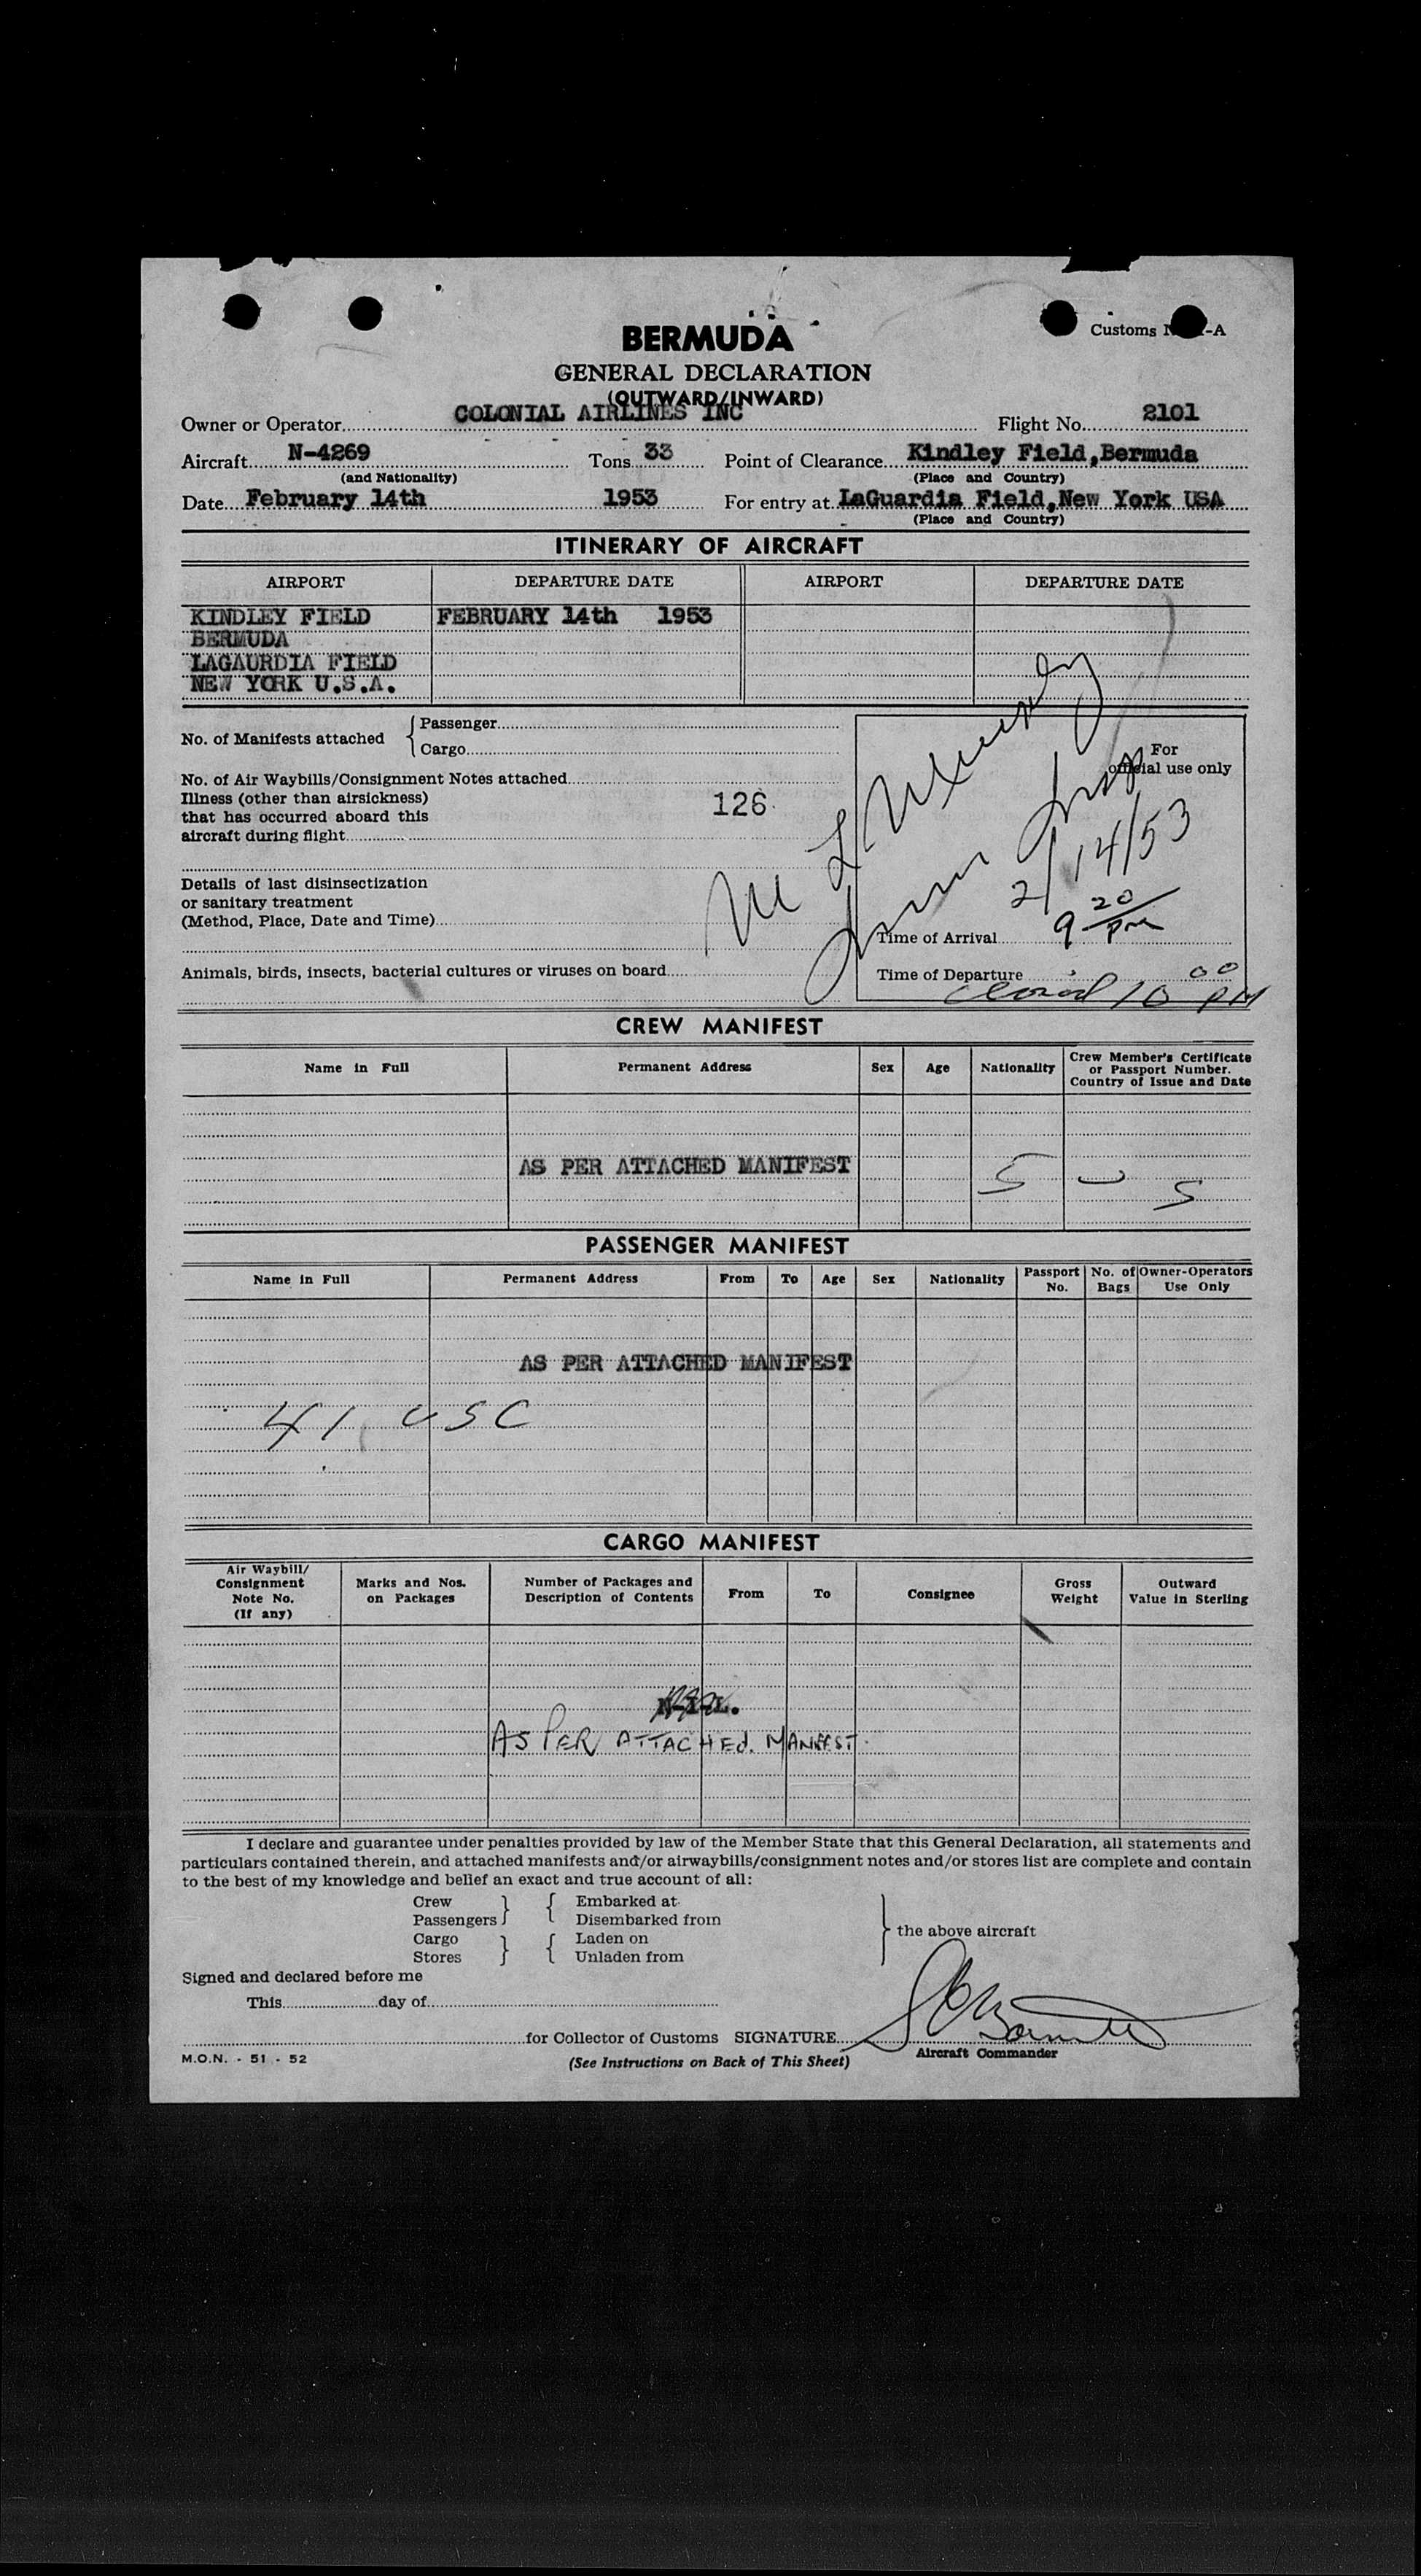 BERMUDA
Customs -A
GENERAL DECLARATION
(OUTWARD/INWARD)
Owner or Operator COLONIAL AIRLINES INC Flight No. 2101
Aircraft N-4269 Tons 33 Point of Clearance Kindley Field,Bermuda
(and Nationality) (Place and Country)
Date February 14th 1953 For entry at LaGuardia Field,New York USA
(Place and Country)
ITINERARY OF AIRCRAFT
AIRPORT DEPARTURE DATE AIRPORT DEPARTURE DATE
KINDLEY FIELD FEBRUARY 14th 1953
BERMUDA
LAGAURDIA FIELD
NEW YORK U.S.A.
No. of Manifests attached { Passenger
Cargo
For
official use only
No. of Air Waybills/Consignment Notes attached
Illness (other than airsickness)
that has occurred aboard this
aircraft during flight
126
2/14/53
Details of last disinsectization
or sanitary treatment
(Method, Place, Date and Time)
Time of Arrival 9 20 pm
Animals, birds, insects, bacterial cultures or viruses on board
Time of Departure
10 00 PM
CREW MANIFEST
Name in Full Permanent Address Sex Age Nationality Crew Member's Certificate or Passport Number. Country of Issue and Date
AS PER ATTACHED MANIFEST
5 U S
PASSENGER MANIFEST
Name in Full Permanent Address From To Age Sex Nationality Passport No. No. of Bags Owner-Operators Use Only
AS PER ATTACHED MANIFEST
41 USC
CARGO MANIFEST
Air Waybill/ Consignment Note No. (If any) Marks and Nos. on Packages Number of Packages and Description of Contents From To Consignee Gross Weight Outward Value in Sterling
AS PER ATTACHEd. MANIFEST.
I declare and guarantee under penalties provided by law of the Member State that this General Declaration, all statements and
particulars contained therein, and attached manifests and/or airwaybills/consignment notes and/or stores list are complete and contain
to the best of my knowledge and belief an exact and true account of all:
Crew } { Embarked at
Passengers Disembarked from
Cargo } { Laden on
Stores Unladen from
} the above aircraft
Signed and declared before me
This day of
for Collector of Customs SIGNATURE
Aircraft Commander
M.O.N. - 51 - 52
(See Instructions on Back of This Sheet)